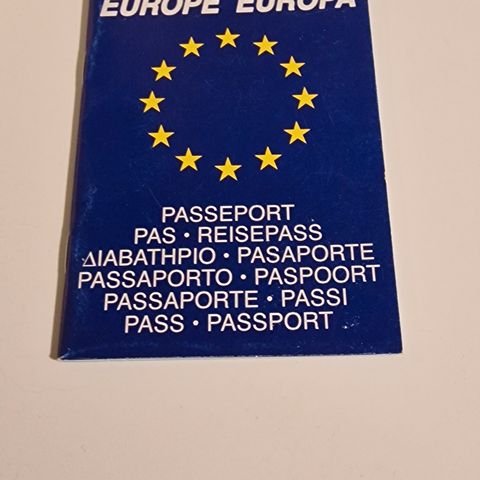 EUROPE EUROPA
PASSEPORT
PAS • REISEPASS
ΔΙΑΒΑΤΗΡΙΟ • PASAPORTE
PASSAPORTO • PASPOORT
PASSAPORTE • PASSI
PASS • PASSPORT